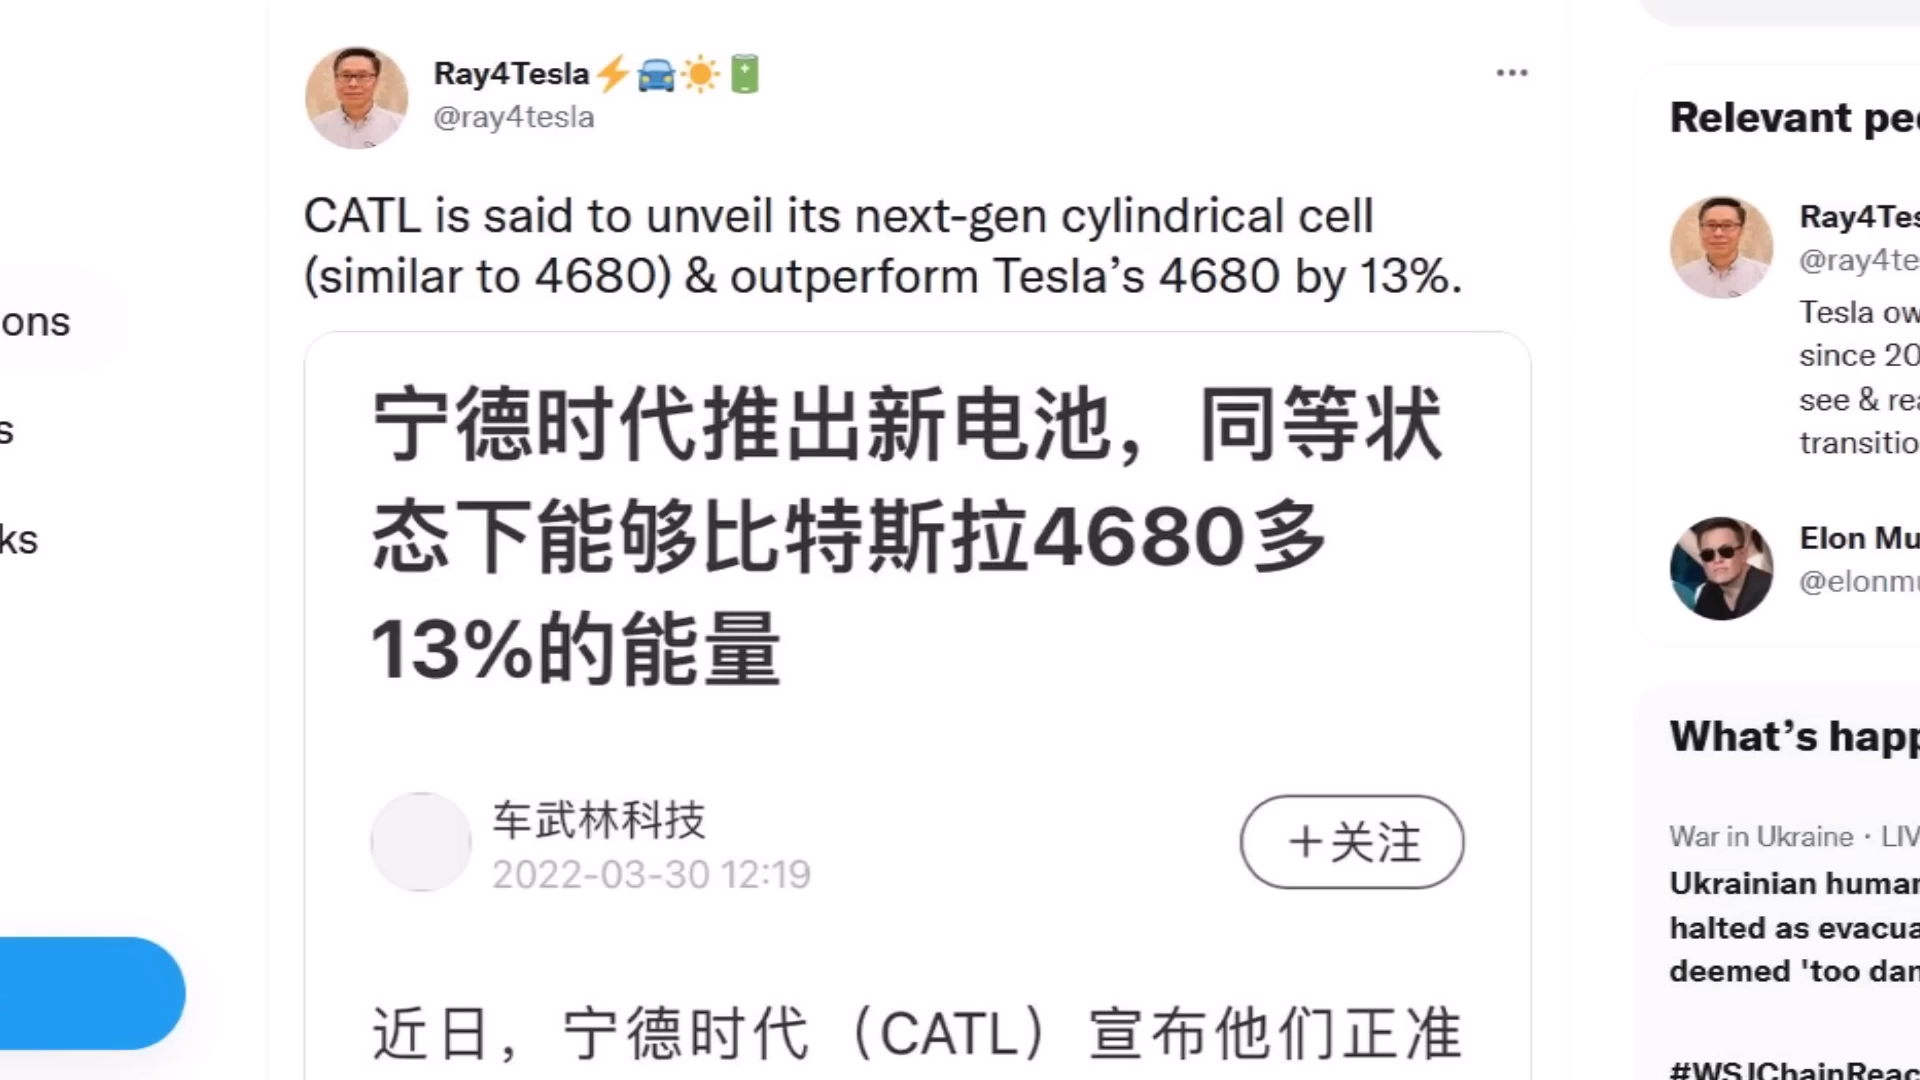 Ray4Tesla⚡🚘☀🔋
@ray4tesla
CATL is said to unveil its next-gen cylindrical cell
(similar to 4680) & outperform Tesla’s 4680 by 13%.
宁德时代推出新电池，同等状
态下能够比特斯拉4680多
13%的能量
车武林科技
2022-03-30 12:19
＋关注
近日，宁德时代（CATL）宣布他们正准
ons
s
ks
Relevant peo
Ray4Tes
@ray4te
Tesla ow
since 20
see & rea
transitio
Elon Mu
@elonmu
What’s happ
War in Ukraine · LIV
Ukrainian human
halted as evacua
deemed 'too dan
#WSJChainReac